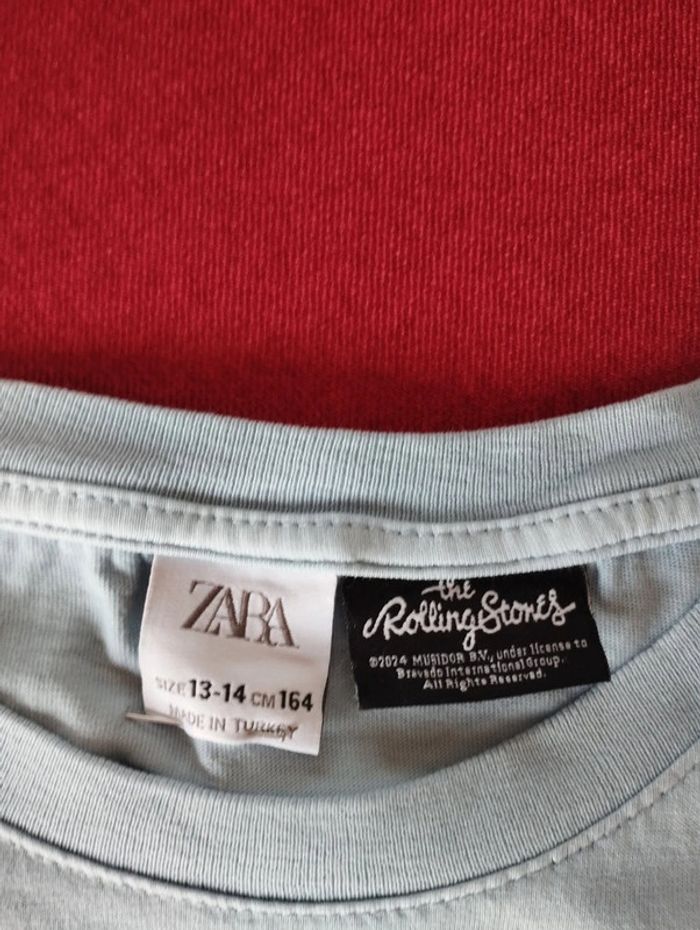 ZARA
SIZE 13-14 CM 164
MADE IN TURKEY
the
Rolling Stones
©2024 MUSIDOR B.V., under license to
Bravado International Group.
All Rights Reserved.